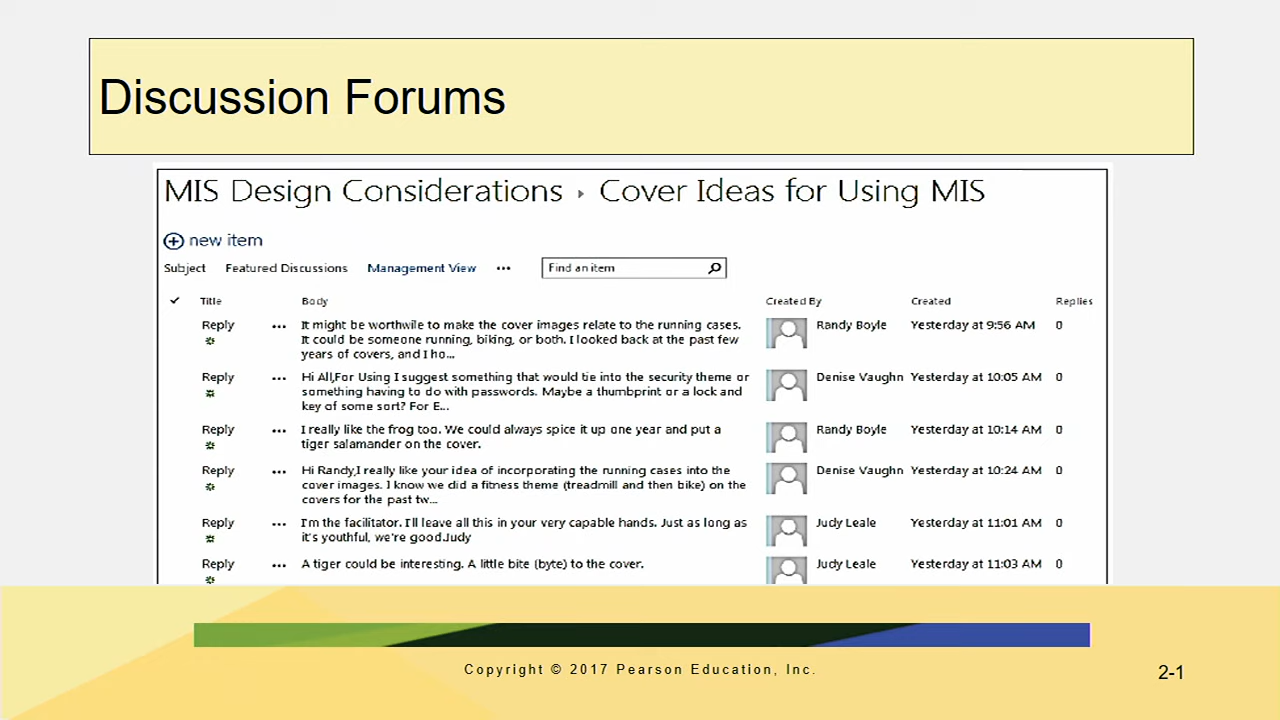 Discussion Forums
MIS Design Considerations ▸ Cover Ideas for Using MIS
new item
Subject Featured Discussions Management View ••• Find an item
✓ Title Body Created By Created Replies
Reply ••• It might be worthwile to make the cover images relate to the running cases. Randy Boyle Yesterday at 9:56 AM 0
It could be someone running, biking, or both. I looked back at the past few
years of covers, and I ho...
Reply ••• Hi All,For Using I suggest something that would tie into the security theme or Denise Vaughn Yesterday at 10:05 AM 0
something having to do with passwords. Maybe a thumbprint or a lock and
key of some sort? For E...
Reply ••• I really like the frog too. We could always spice it up one year and put a Randy Boyle Yesterday at 10:14 AM 0
tiger salamander on the cover.
Reply ••• Hi Randy,I really like your idea of incorporating the running cases into the Denise Vaughn Yesterday at 10:24 AM 0
cover images. I know we did a fitness theme (treadmill and then bike) on the
covers for the past tw...
Reply ••• I'm the facilitator. I'll leave all this in your very capable hands. Just as long as Judy Leale Yesterday at 11:01 AM 0
it's youthful, we're good.Judy
Reply ••• A tiger could be interesting. A little bite (byte) to the cover. Judy Leale Yesterday at 11:03 AM 0
Copyright © 2017 Pearson Education, Inc.
2-1